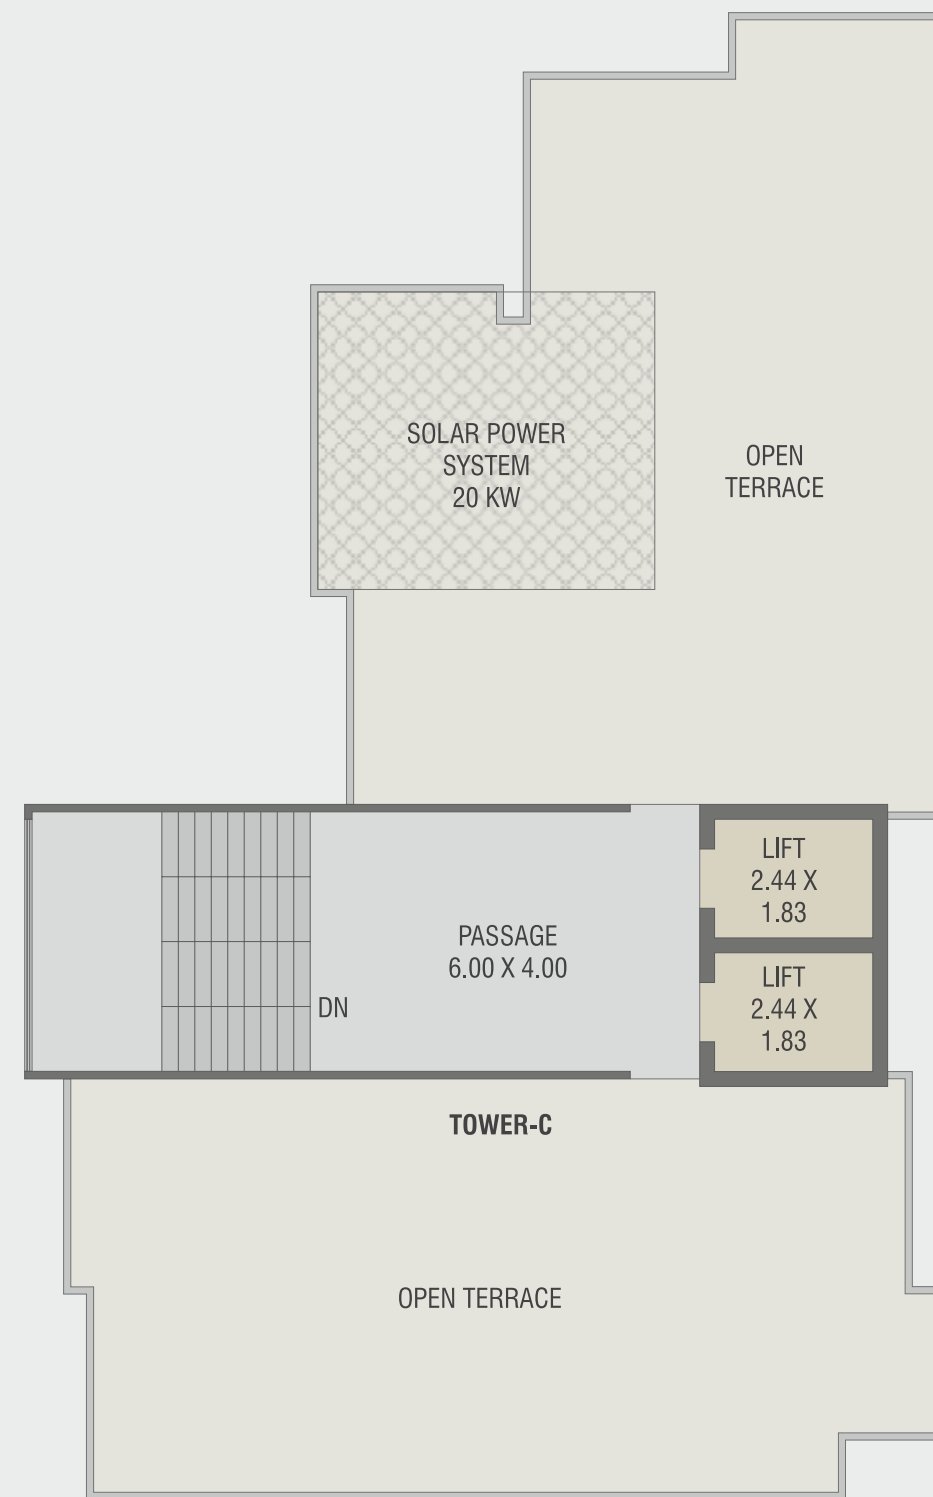 SOLAR POWER
SYSTEM
20 KW
OPEN
TERRACE
LIFT
2.44 X
1.83
PASSAGE
6.00 X 4.00
LIFT
2.44 X
1.83
DN
TOWER-C
OPEN TERRACE